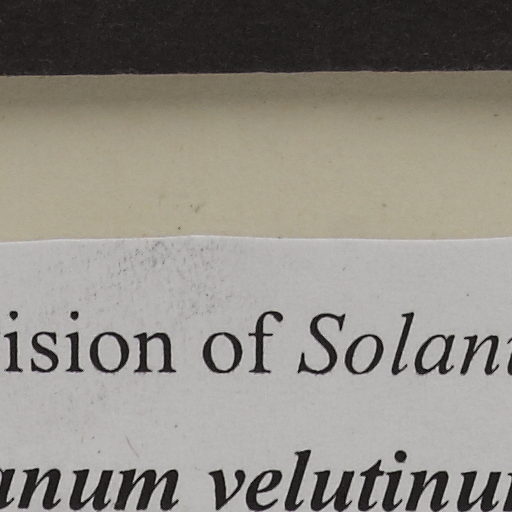 ision of Solan
anum velutinu